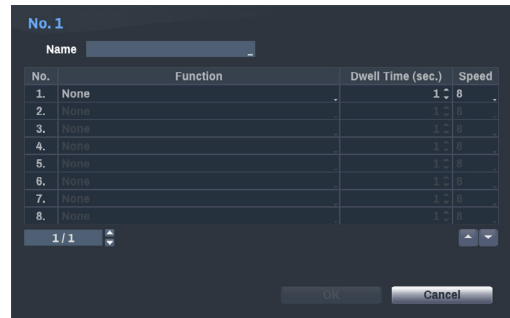 No. 1
Name
No. Function Dwell Time (sec.) Speed
1. None 1 8
2. None 1 8
3. None 1 8
4. None 1 8
5. None 1 8
6. None 1 8
7. None 1 8
8. None 1 8
1 / 1
OK Cancel